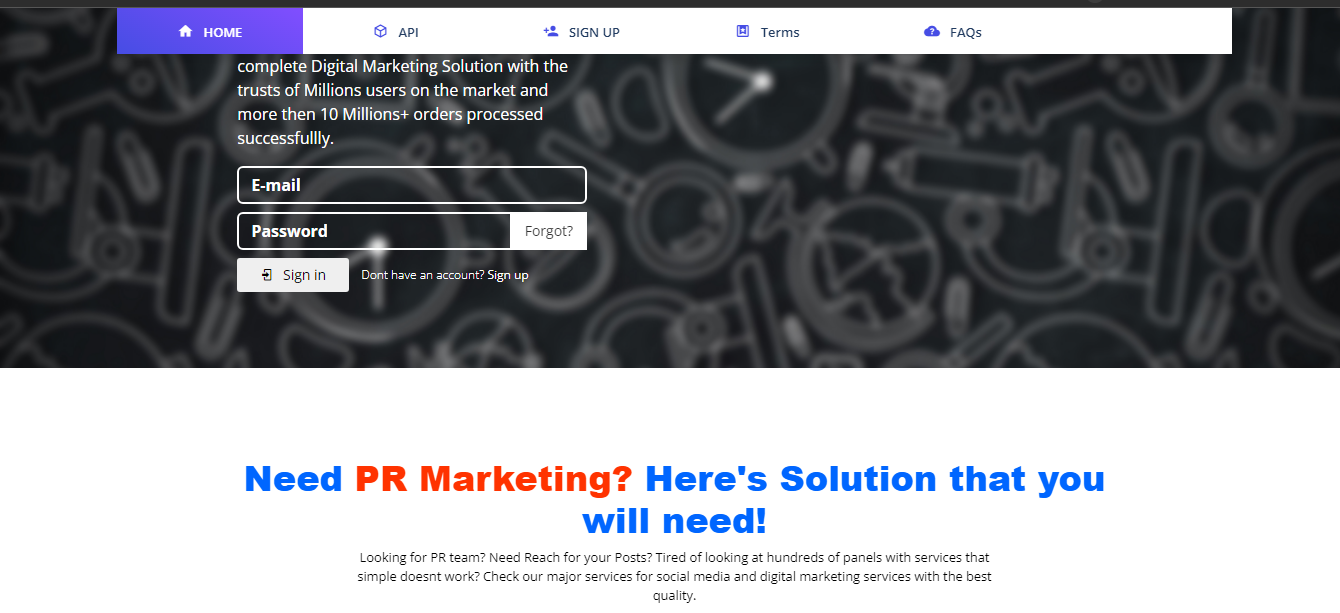 HOME API SIGN UP Terms FAQs
complete Digital Marketing Solution with the
trusts of Millions users on the market and
more then 10 Millions+ orders processed
successfullly.
E-mail
Password Forgot?
Sign in Dont have an account? Sign up
Need PR Marketing? Here's Solution that you
will need!
Looking for PR team? Need Reach for your Posts? Tired of looking at hundreds of panels with services that
simple doesnt work? Check our major services for social media and digital marketing services with the best
quality.